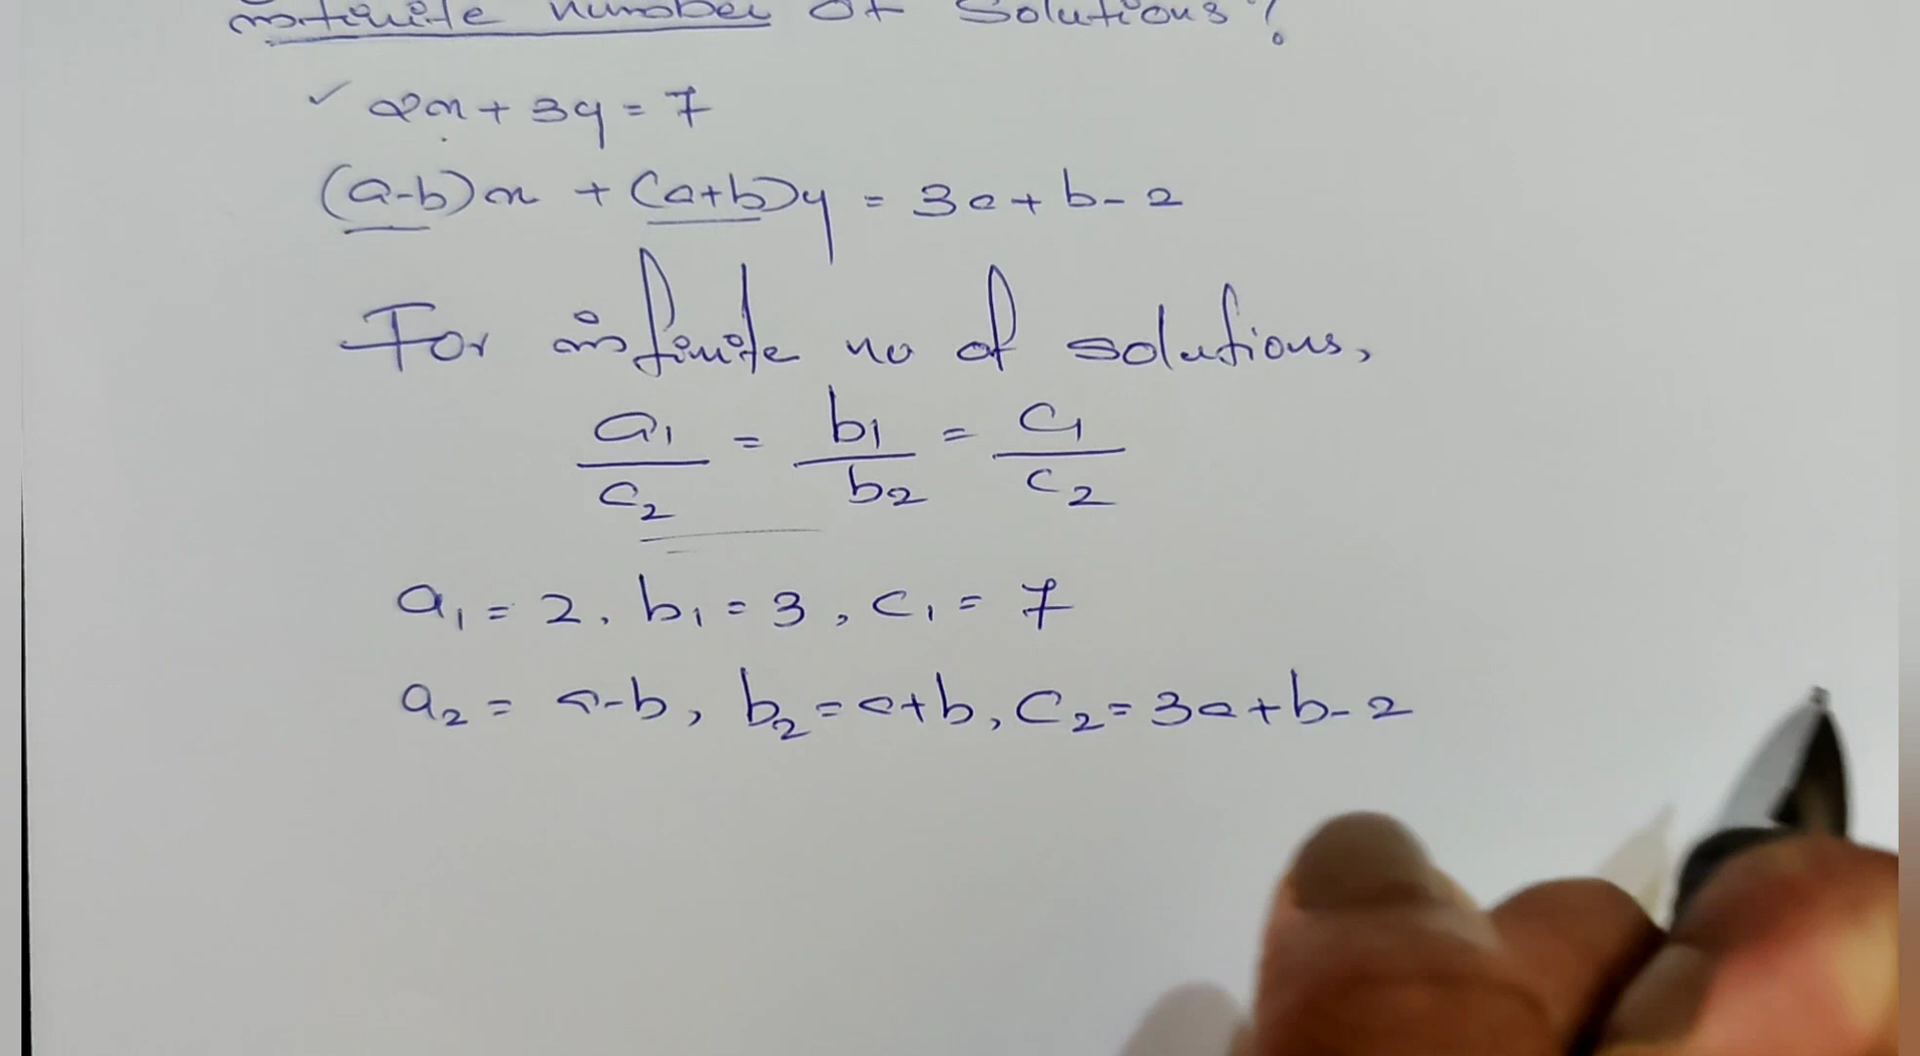 infinite number of solutions?
✓ 2x + 3y = 7
(a-b)x + (a+b)y = 3a + b - 2
For infinite no of solutions,
a₁/c₂ = b₁/b₂ = c₁/c₂
a₁ = 2, b₁ = 3, c₁ = 7
a₂ = a-b, b₂ = a+b, c₂ = 3a+b-2